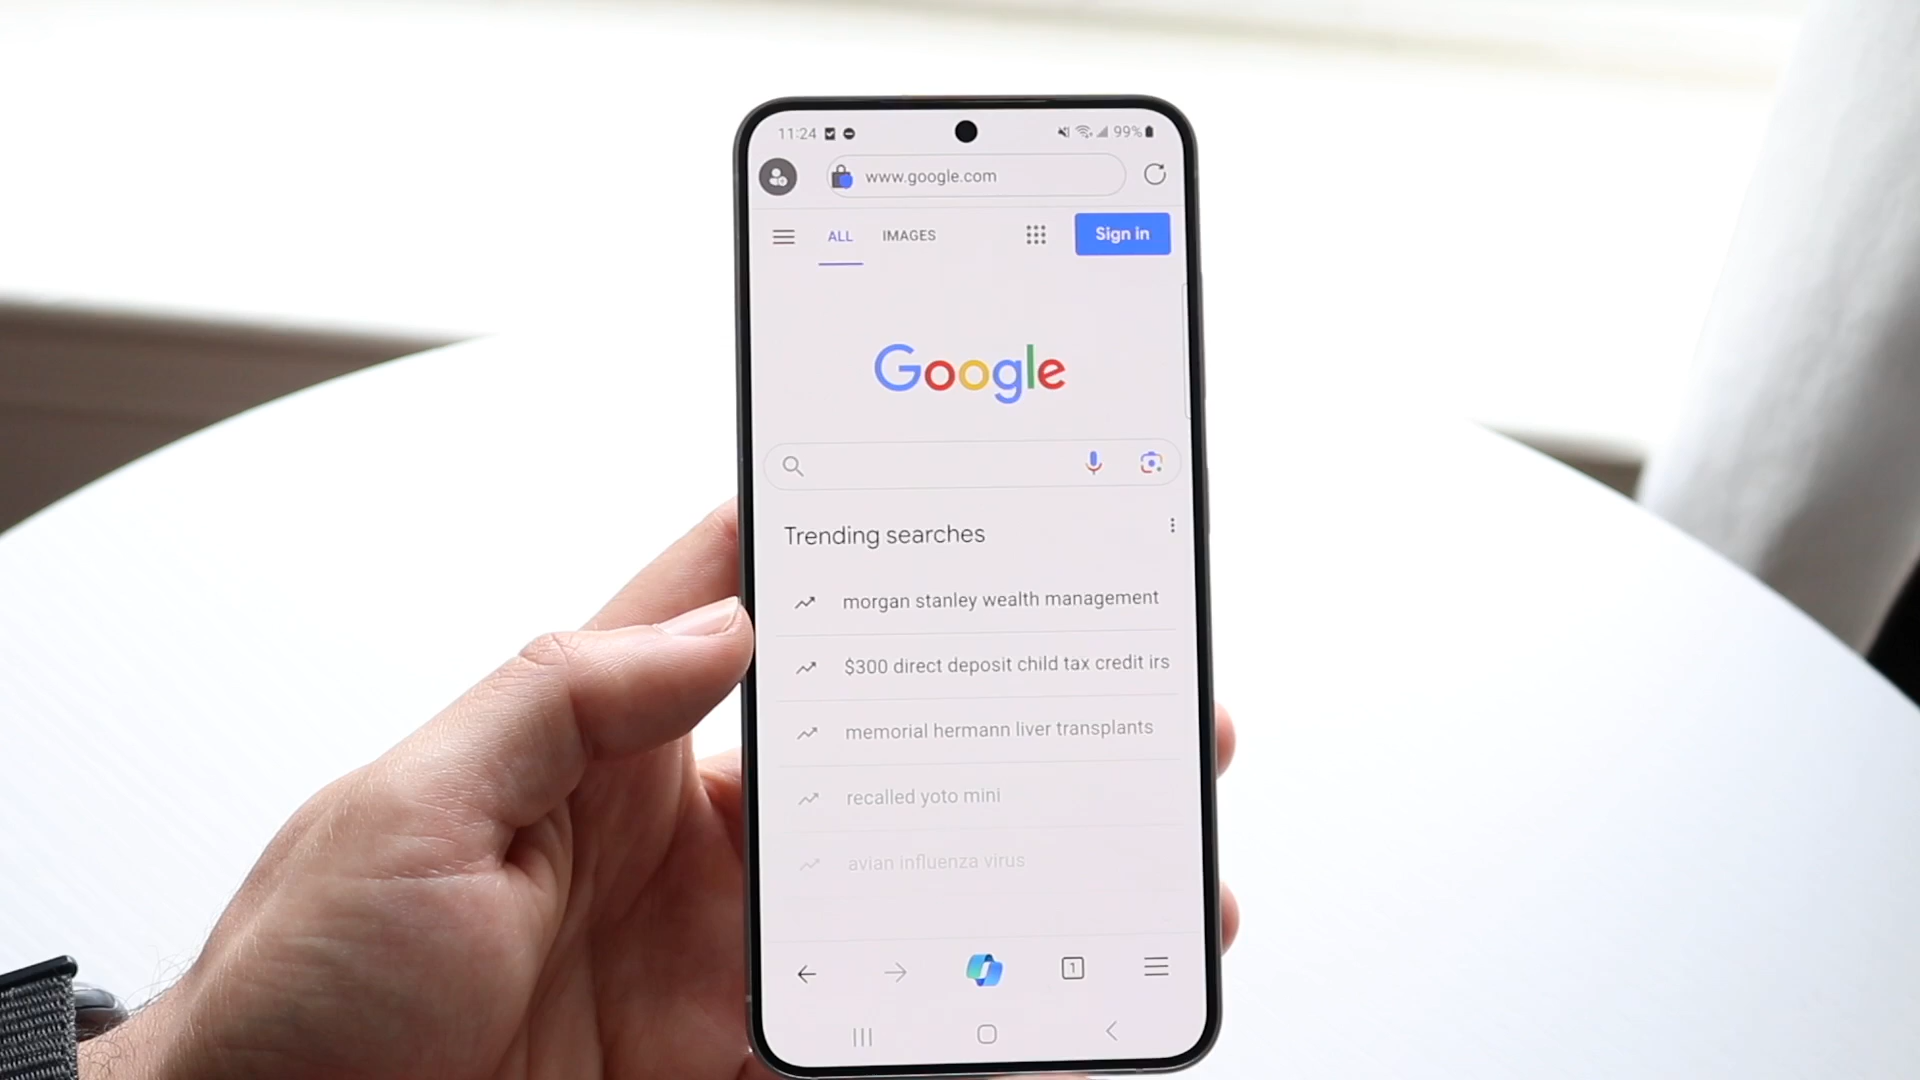 11:24 99%
www.google.com
ALL IMAGES Sign in
Google
Trending searches
morgan stanley wealth management
$300 direct deposit child tax credit irs
memorial hermann liver transplants
recalled yoto mini
avian influenza virus
1